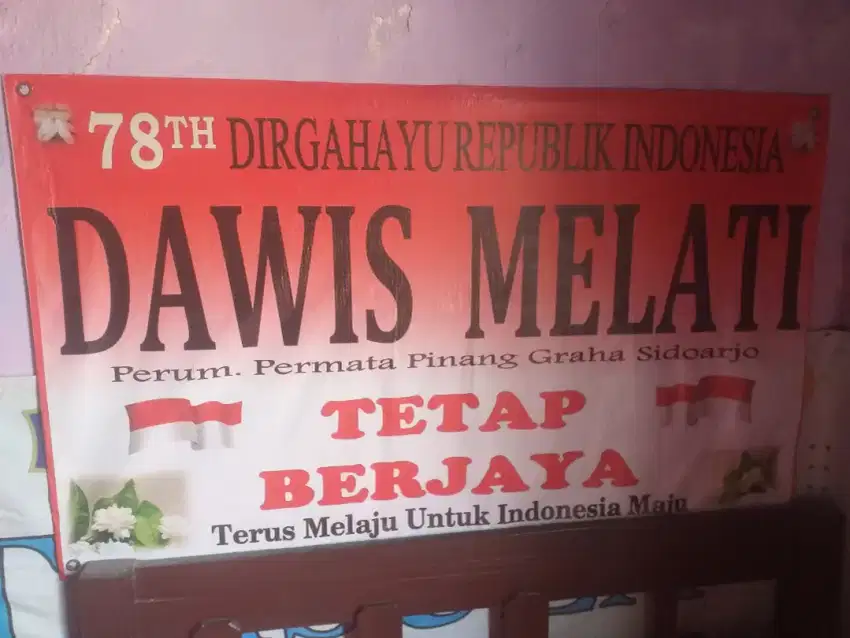 78TH DIRGAHAYU REPUBLIK INDONESIA
DAWIS MELATI
Perum. Permata Pinang Graha Sidoarjo
TETAP
BERJAYA
Terus Melaju Untuk Indonesia Maju